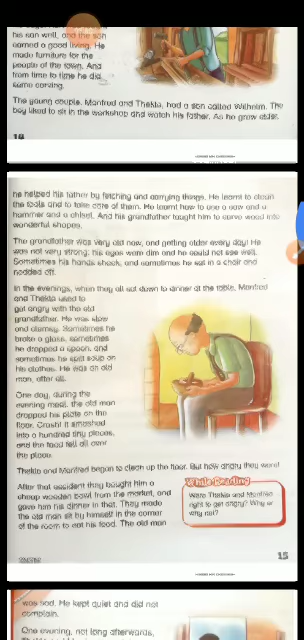 his son well, and the son
earned a good living. He
made furniture for the
people of the town. And
from time to time he did
some carving.
The young couple, Manfred and Thekla, had a son called Wilhelm. The
boy liked to sit in the workshop and watch his father. As he grew older,
he helped his father by fetching and carrying things. He learnt to clean
the tools and to take care of them. He learnt how to use a saw and a
hammer and a chisel. And his grandfather taught him to carve wood into
wonderful shapes.
The grandfather was very old now, and getting older every day! He
was not very strong; his eyes were dim and he could not see well.
Sometimes his hands shook, and sometimes he sat in a chair and
nodded off.
In the evenings, when they all sat down to dinner at the table, Manfred
and Thekla used to
get angry with the old
grandfather. He was slow
and clumsy. Sometimes he
broke a glass, sometimes
he dropped a spoon, and
sometimes he spilt soup on
his clothes. He was an old
man, after all.
One day, during the
evening meal, the old man
dropped his plate on the
floor. Crash! It smashed
into a hundred tiny pieces,
and the food fell all over
the place.
Thekla and Manfred began to clean up the floor. But how angry they were!
After that accident they bought him a
cheap wooden bowl from the market, and
gave him his dinner in that. They made
the old man sit by himself in the corner
of the room to eat his food. The old man
While Reading
Were Thekla and Manfred
right to get angry? Why or
why not?
15
was sad. He kept quiet and did not
complain.
One evening, not long afterwards,